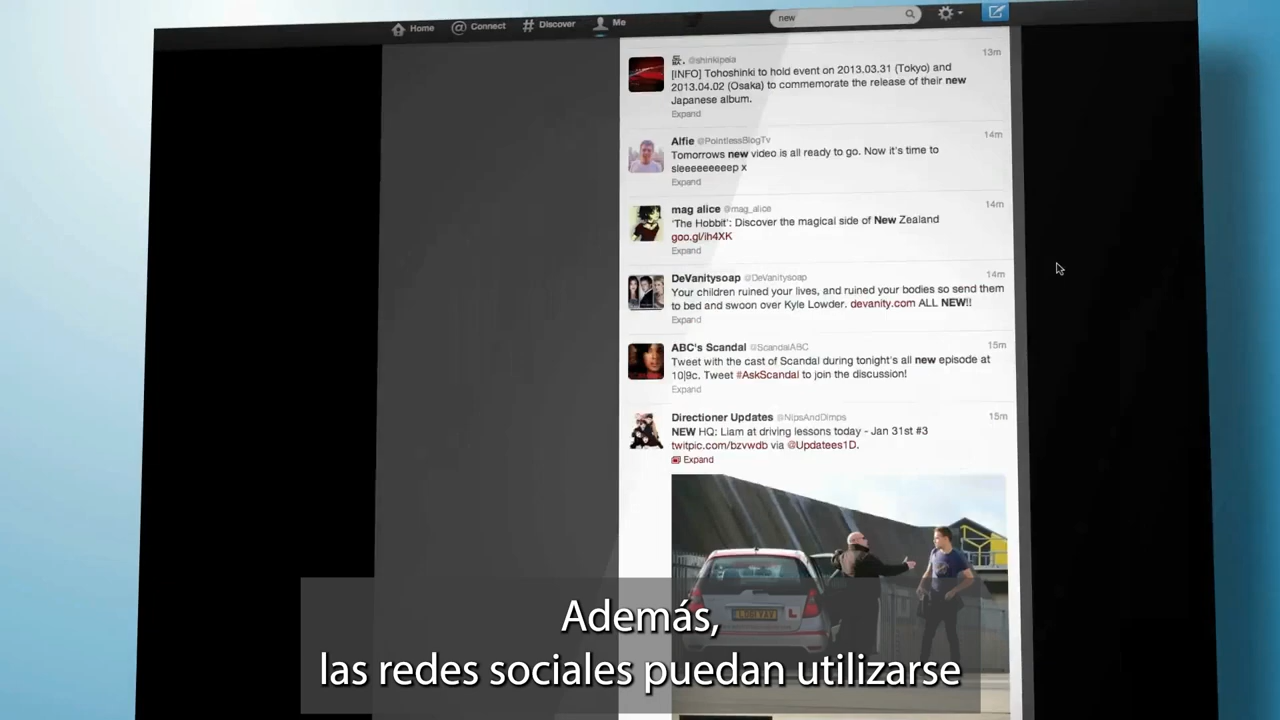 Home @ Connect # Discover Me new
@shinkipeia 13m
[INFO] Tohoshinki to hold event on 2013.03.31 (Tokyo) and
2013.04.02 (Osaka) to commemorate the release of their new
Japanese album.
Expand
Alfie @PointlessBlogTv 14m
Tomorrows new video is all ready to go. Now it's time to
sleeeeeeeep x
Expand
mag alice @mag_alice 14m
'The Hobbit': Discover the magical side of New Zealand
goo.gl/ih4XK
Expand
DeVanitysoap @DeVanitysoap 14m
Your children ruined your lives, and ruined your bodies so send them
to bed and swoon over Kyle Lowder. devanity.com ALL NEW!!
Expand
ABC's Scandal @ScandalABC 15m
Tweet with the cast of Scandal during tonight's all new episode at
10|9c. Tweet #AskScandal to join the discussion!
Expand
Directioner Updates @NipsAndDimps 15m
NEW HQ: Liam at driving lessons today - Jan 31st #3
twitpic.com/bzvwdb via @Updatees1D.
Expand
L
Además,
las redes sociales puedan utilizarse